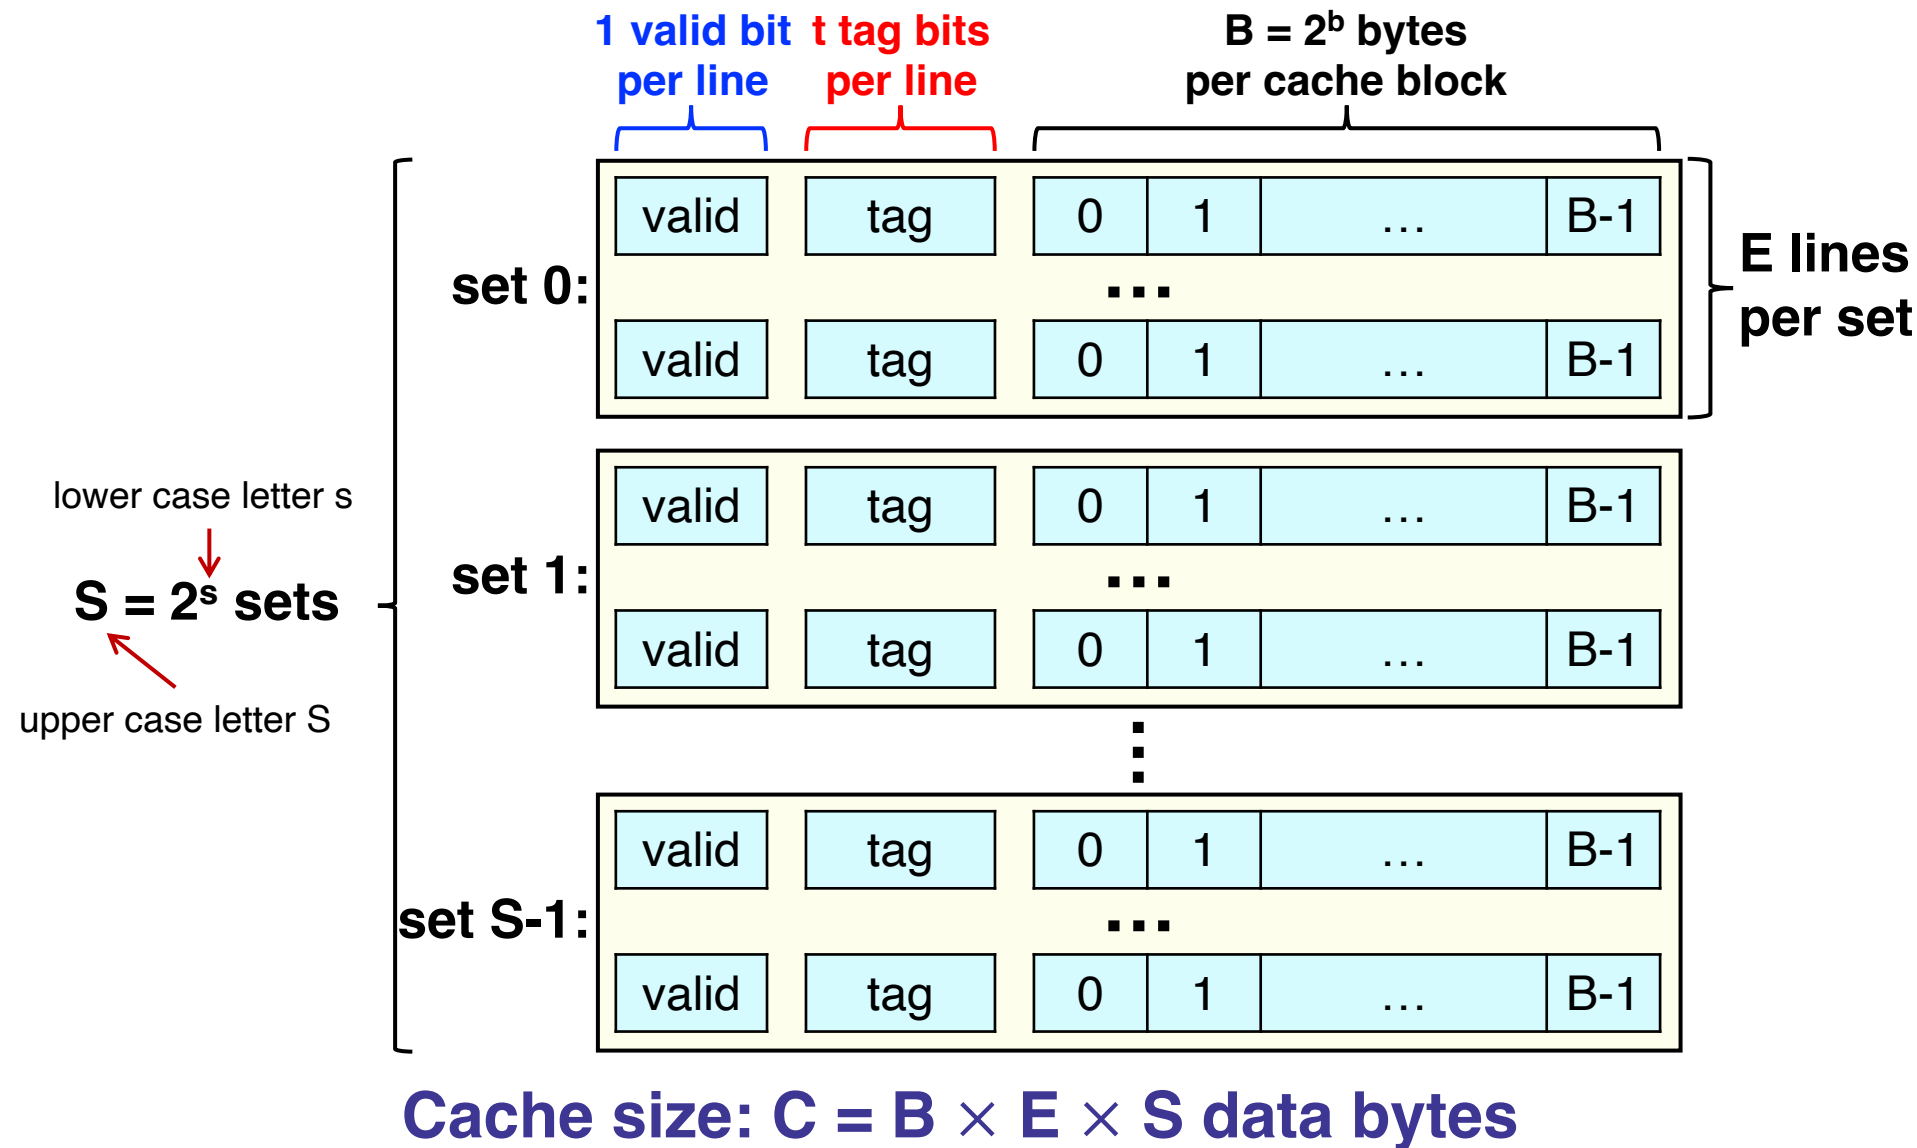 1 valid bit per line
t tag bits per line
B = 2^b bytes per cache block
valid tag 0 1 … B-1
set 0: …
valid tag 0 1 … B-1
E lines per set
valid tag 0 1 … B-1
set 1: …
valid tag 0 1 … B-1
lower case letter s
S = 2^s sets
upper case letter S
⋮
valid tag 0 1 … B-1
set S-1: …
valid tag 0 1 … B-1
Cache size: C = B × E × S data bytes